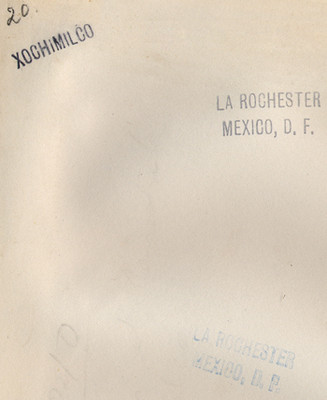 20.
XOCHIMILCO
LA ROCHESTER
MEXICO, D. F.
LA ROCHESTER
MEXICO, D. F.